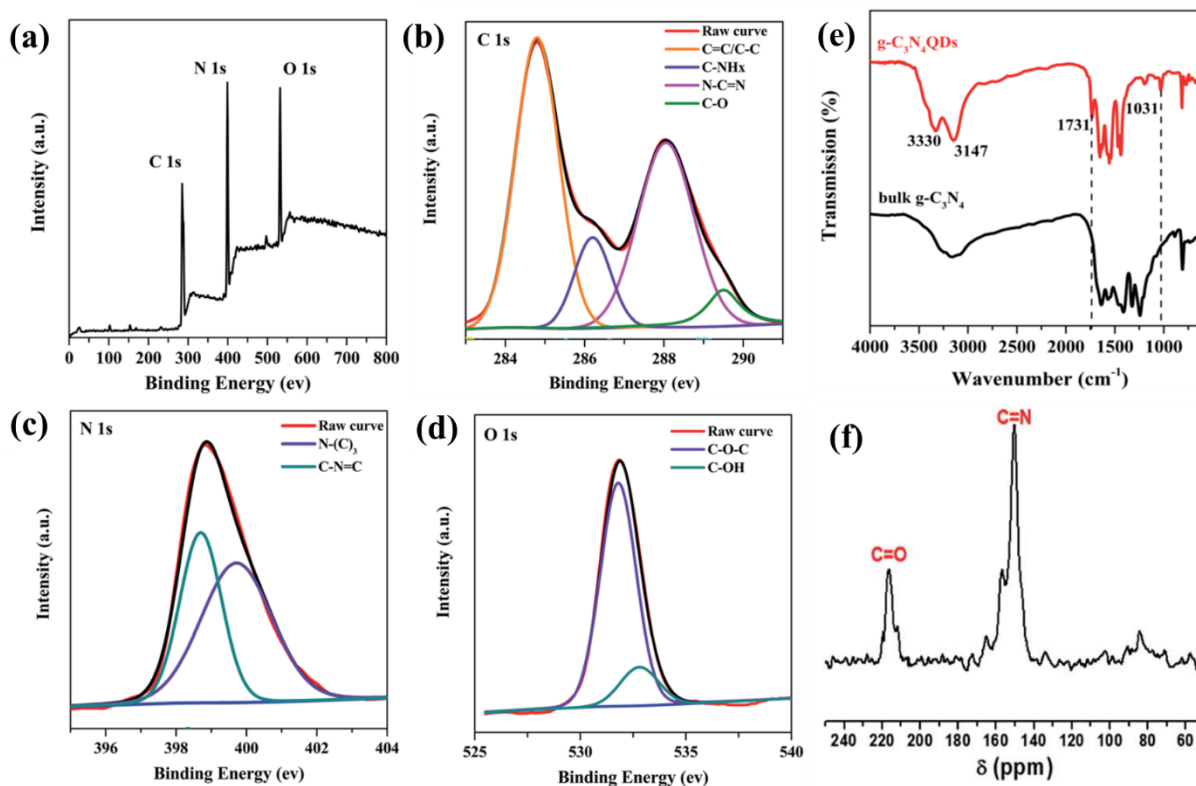 (a)
N 1s
O 1s
C 1s
Intensity (a.u.)
0 100 200 300 400 500 600 700 800
Binding Energy (ev)
(b)
C 1s
Raw curve
C=C/C-C
C-NHx
N-C=N
C-O
Intensity (a.u.)
284 286 288 290
Binding Energy (ev)
(e)
g-C₃N₄QDs
1731
1031
3330
3147
bulk g-C₃N₄
Transmission (%)
4000 3000 2000 1000
Wavenumber (cm⁻¹)
(c)
N 1s
Raw curve
N-(C)₃
C-N=C
Intensity (a.u.)
396 398 400 402 404
Binding Energy (ev)
(d)
O 1s
Raw curve
C-O-C
C-OH
Intensity (a.u.)
525 530 535 540
Binding Energy (ev)
(f)
C=N
C=O
240 220 200 180 160 140 120 100 80 60
δ (ppm)